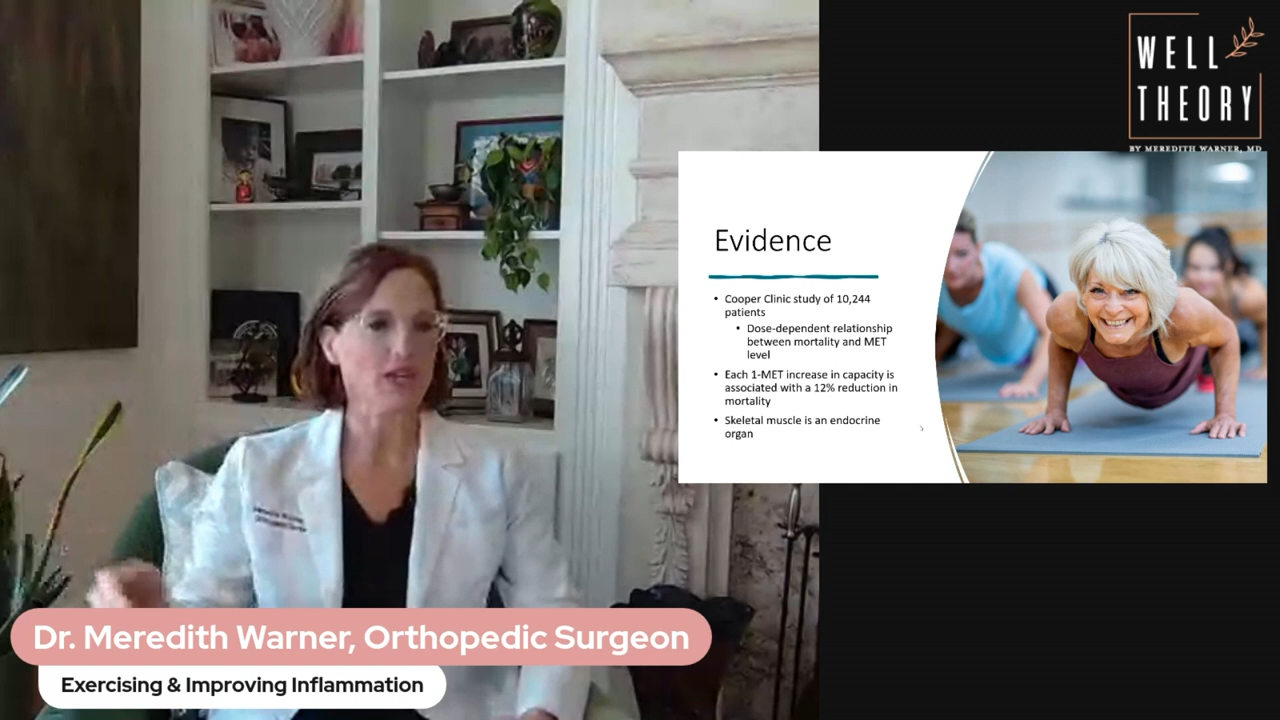 WELL
THEORY
BY MEREDITH WARNER, MD
Evidence
• Cooper Clinic study of 10,244
patients
• Dose-dependent relationship
between mortality and MET
level
• Each 1-MET increase in capacity is
associated with a 12% reduction in
mortality
• Skeletal muscle is an endocrine
organ
Dr. Meredith Warner, Orthopedic Surgeon
Exercising & Improving Inflammation